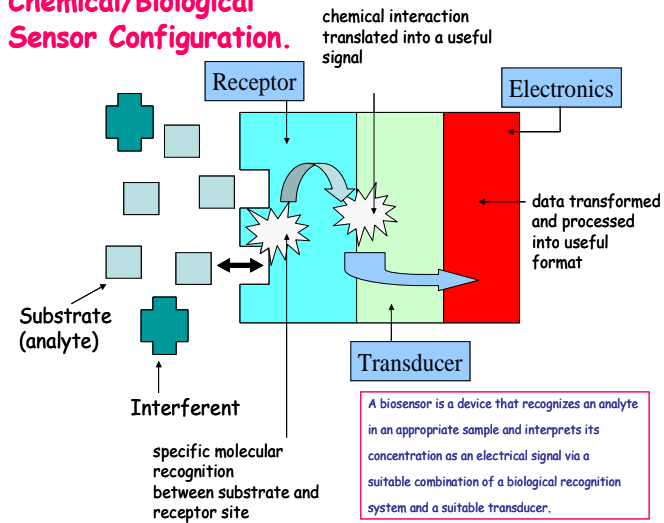 Chemical/Biological
Sensor Configuration.
chemical interaction
translated into a useful
signal
Receptor
Electronics
data transformed
and processed
into useful
format
Substrate
(analyte)
Transducer
Interferent
specific molecular
recognition
between substrate and
receptor site
A biosensor is a device that recognizes an analyte
in an appropriate sample and interprets its
concentration as an electrical signal via a
suitable combination of a biological recognition
system and a suitable transducer.